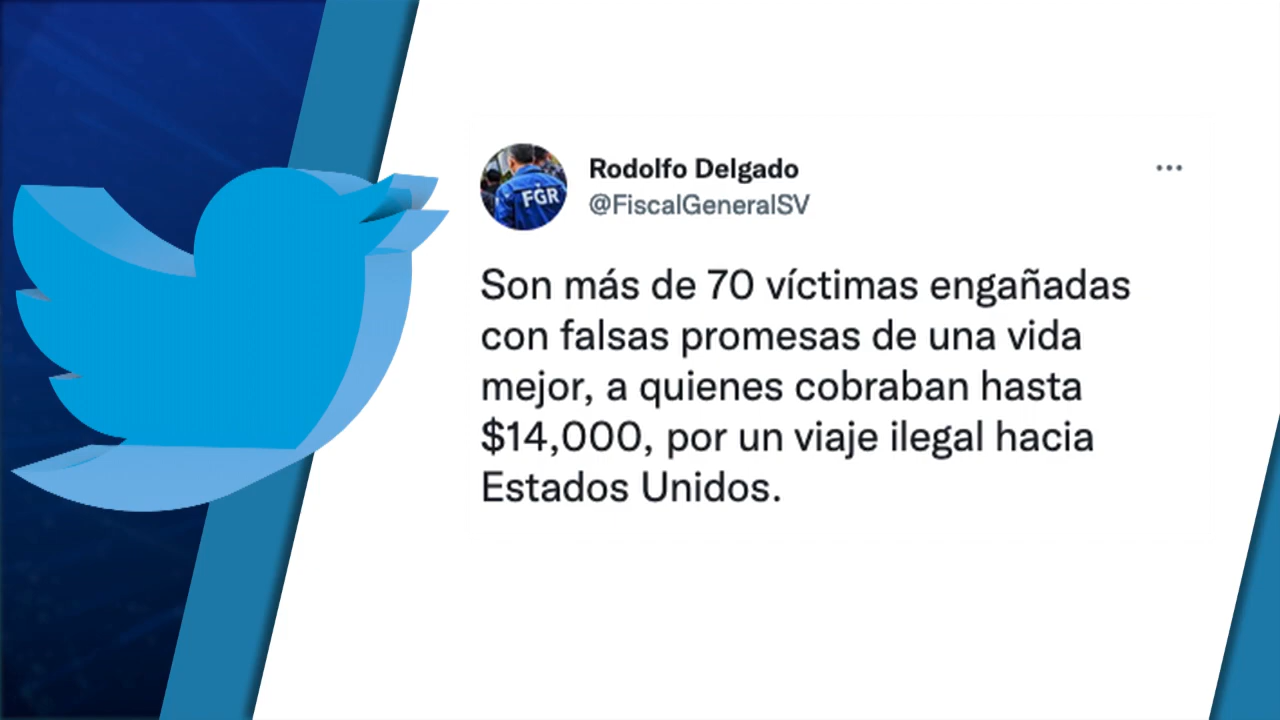 Rodolfo Delgado
@FiscalGeneralSV
FGR
Son más de 70 víctimas engañadas
con falsas promesas de una vida
mejor, a quienes cobraban hasta
$14,000, por un viaje ilegal hacia
Estados Unidos.